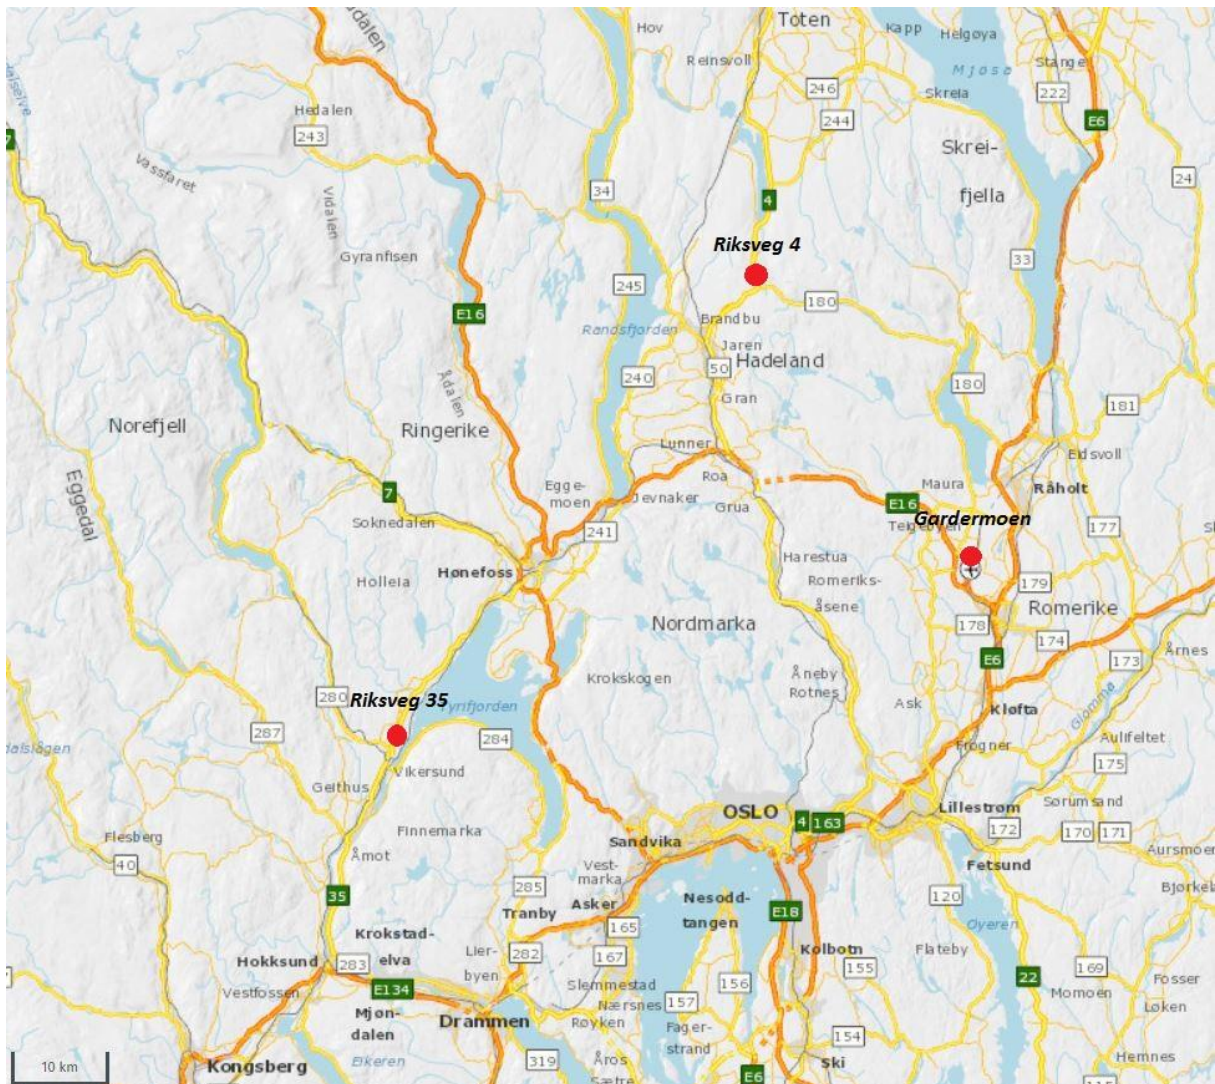 Hov
Toten
Kapp
Helgøya
Reinsvoll
Mjøsa
Stange
222
246
Skreia
244
E6
Hedalen
243
Vassfaret
Skrei-
fjella
24
34
4
Vidalen
Riksveg 4
Gyranfisen
33
245
180
E16
Randsfjorden
Brandbu
Jaren
Hadeland
50
240
180
Ådalen
Gran
181
Norefjell
Ringerike
Lunner
Eidsvoll
Eggedal
Roa
Egge-
moen
Jevnaker
Maura
Råholt
7
Grua
E16
Soknedalen
Gardermoen
177
241
Harestua
Hønefoss
Holleia
Romeriks-
åsene
179
Romerike
Nordmarka
178
174
E6
173
Årnes
Krokskogen
Åneby
Rotnes
280
Riksveg 35
Tyrifjorden
Ask
Kløfta
Glomma
287
284
Frogner
Aulifeltet
175
Vikersund
Geithus
Lillestrøm
Sørumsand
OSLO
4
163
Flesberg
Finnemarka
Sandvika
172
170
171
Åmot
40
Vest-
marka
Fetsund
Aursmoen
35
285
Asker
Nesodd-
tangen
120
Tranby
E18
Øyeren
165
Krokstad-
elva
Lier-
byen
282
Kolbotn
Flateby
Hokksund
283
167
155
169
Fosser
Vestfossen
E134
Slemmestad
156
22
Momoen
Løken
Nærsnes
157
Mjøn-
dalen
Drammen
Røyken
Fager-
strand
154
Eikeren
319
Åros
Ski
Hemnes
10 km
Kongsberg
Sætre
E6